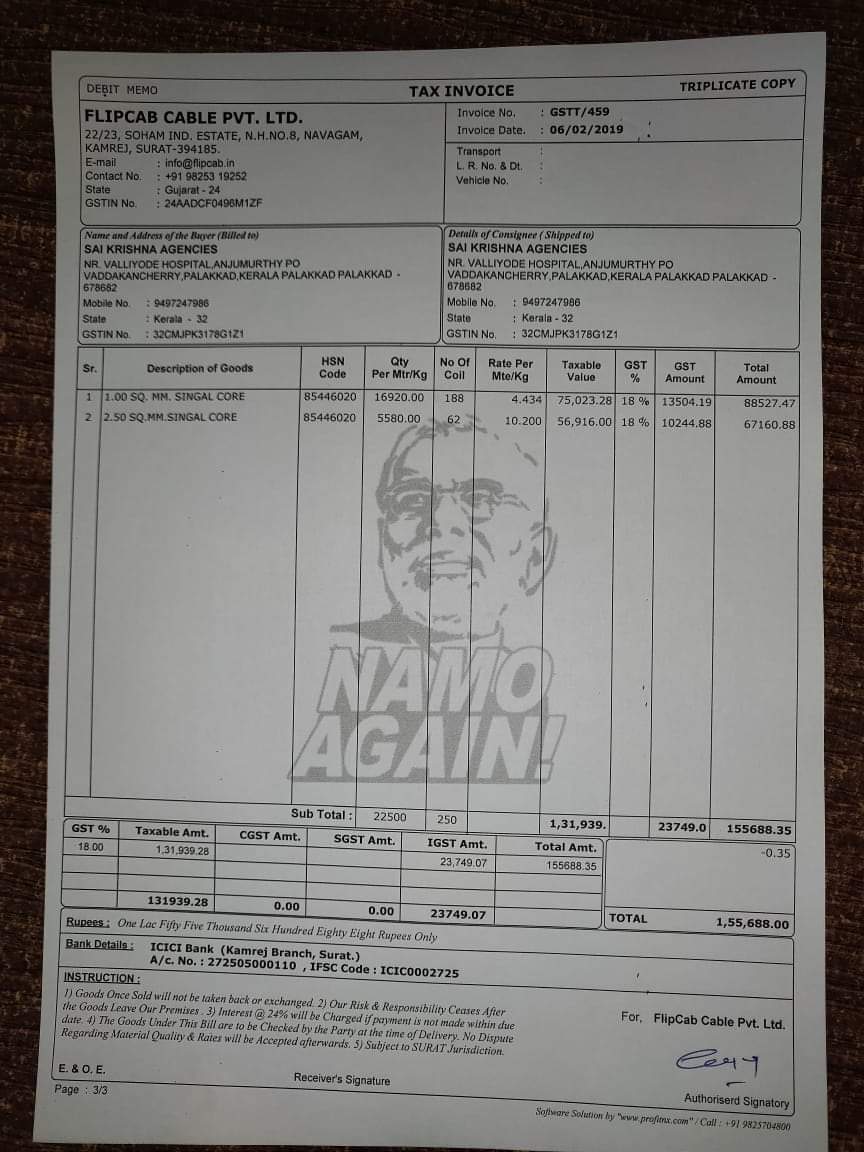 DEBIT MEMO TAX INVOICE TRIPLICATE COPY
FLIPCAB CABLE PVT. LTD.
22/23, SOHAM IND. ESTATE, N.H.NO.8, NAVAGAM,
KAMREJ, SURAT-394185.
E-mail : info@flipcab.in
Contact No. : +91 98253 19252
State : Gujarat - 24
GSTIN No. : 24AADCF0496M1ZF
Invoice No. : GSTT/459
Invoice Date. : 06/02/2019
Transport :
L. R. No. & Dt. :
Vehicle No. :
Name and Address of the Buyer (Billed to)
SAI KRISHNA AGENCIES
NR. VALLIYODE HOSPITAL,ANJUMURTHY PO
VADDAKANCHERRY,PALAKKAD,KERALA PALAKKAD PALAKKAD -
678682
Mobile No. : 9497247986
State : Kerala - 32
GSTIN No. : 32CMJPK3178G1Z1
Details of Consignee ( Shipped to)
SAI KRISHNA AGENCIES
NR. VALLIYODE HOSPITAL,ANJUMURTHY PO
VADDAKANCHERRY,PALAKKAD,KERALA PALAKKAD PALAKKAD -
678682
Mobile No. : 9497247986
State : Kerala - 32
GSTIN No. : 32CMJPK3178G1Z1
Sr. Description of Goods HSN Code Qty Per Mtr/Kg No Of Coil Rate Per Mte/Kg Taxable Value GST % GST Amount Total Amount
1 1.00 SQ. MM. SINGAL CORE 85446020 16920.00 188 4.434 75,023.28 18 % 13504.19 88527.47
2 2.50 SQ.MM.SINGAL CORE 85446020 5580.00 62 10.200 56,916.00 18 % 10244.88 67160.88
NAMO
AGAIN!
Sub Total : 22500 250 1,31,939. 23749.0 155688.35
GST % Taxable Amt. CGST Amt. SGST Amt. IGST Amt. Total Amt.
18.00 1,31,939.28 23,749.07 155688.35
-0.35
131939.28 0.00 0.00 23749.07
TOTAL 1,55,688.00
Rupees : One Lac Fifty Five Thousand Six Hundred Eighty Eight Rupees Only
Bank Details : ICICI Bank (Kamrej Branch, Surat.)
A/c. No. : 272505000110 , IFSC Code : ICIC0002725
INSTRUCTION :
1) Goods Once Sold will not be taken back or exchanged. 2) Our Risk & Responsibility Ceases After
the Goods Leave Our Premises . 3) Interest @ 24% will be Charged if payment is not made within due
date. 4) The Goods Under This Bill are to be Checked by the Party at the time of Delivery. No Dispute
Regarding Material Quality & Rates will be Accepted afterwards. 5) Subject to SURAT Jurisdiction.
For, FlipCab Cable Pvt. Ltd.
E. & O. E.
Receiver's Signature
Authoriserd Signatory
Page : 3/3
Software Solution by "www.profitnx.com" / Call : +91 9825704800